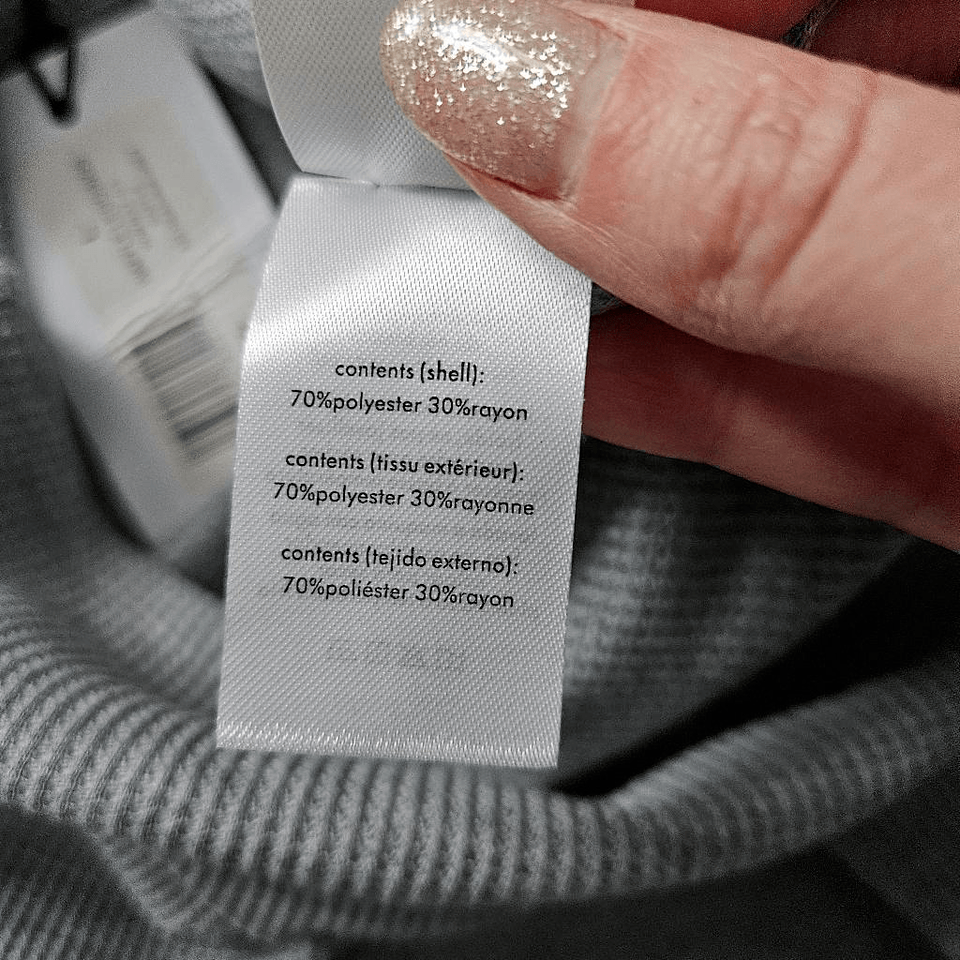 contents (shell):
70%polyester 30%rayon
contents (tissu extérieur):
70%polyester 30%rayonne
contents (tejido externo):
70%poliéster 30%rayon